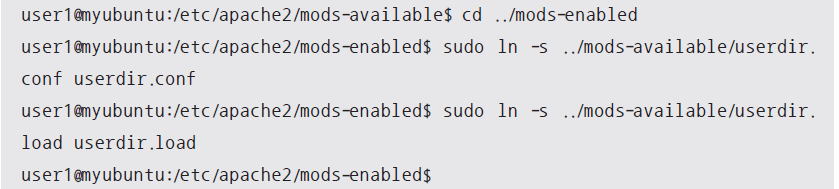 user1@myubuntu:/etc/apache2/mods-available$ cd ../mods-enabled
user1@myubuntu:/etc/apache2/mods-enabled$ sudo ln -s ../mods-available/userdir.
conf userdir.conf
user1@myubuntu:/etc/apache2/mods-enabled$ sudo ln -s ../mods-available/userdir.
load userdir.load
user1@myubuntu:/etc/apache2/mods-enabled$